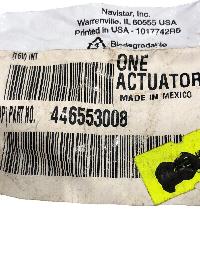 Navistar, Inc.
Warrenville, IL 60555 USA
Printed in USA - 1017742R5
Biodegradable
ONE
ACTUATOR
MADE IN MEXICO
PART NO. 446553008